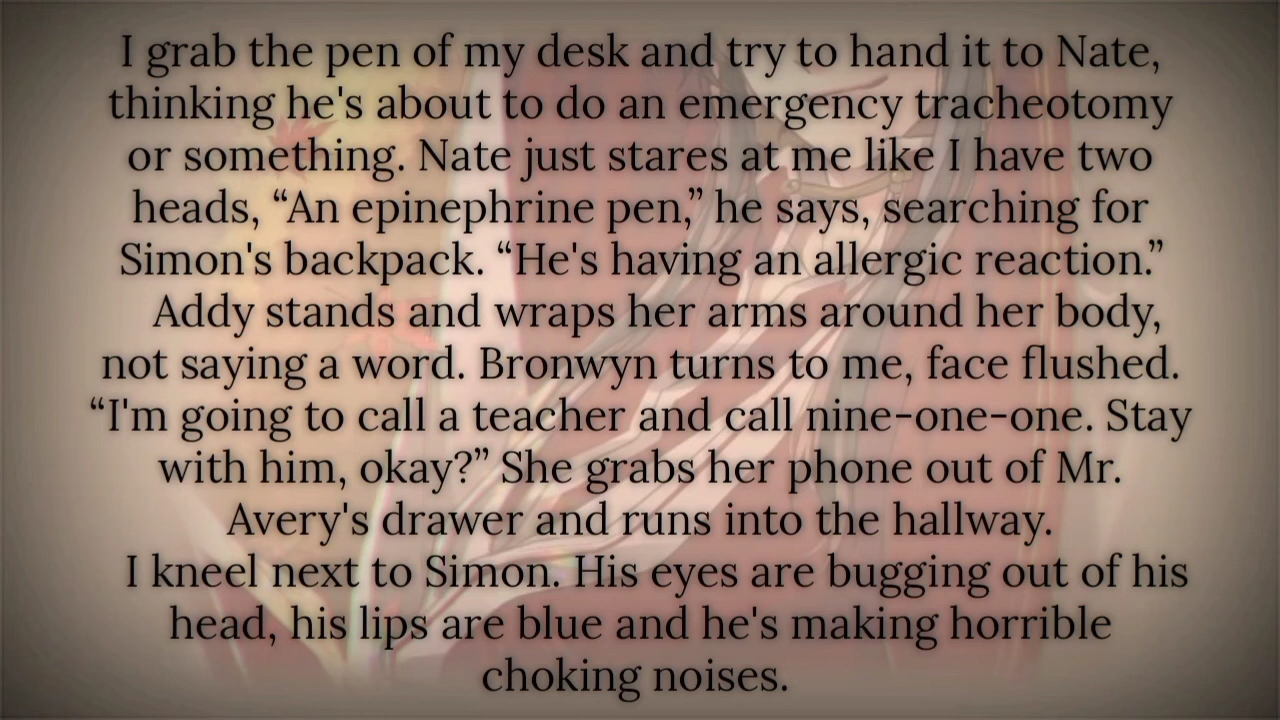 I grab the pen of my desk and try to hand it to Nate,
thinking he's about to do an emergency tracheotomy
or something. Nate just stares at me like I have two
heads, “An epinephrine pen,” he says, searching for
Simon's backpack. “He's having an allergic reaction.”
Addy stands and wraps her arms around her body,
not saying a word. Bronwyn turns to me, face flushed.
“I'm going to call a teacher and call nine-one-one. Stay
with him, okay?” She grabs her phone out of Mr.
Avery's drawer and runs into the hallway.
I kneel next to Simon. His eyes are bugging out of his
head, his lips are blue and he's making horrible
choking noises.